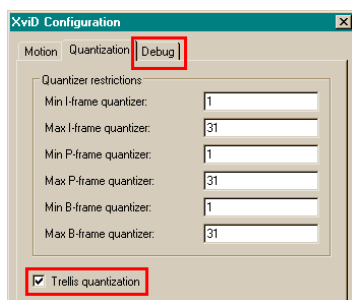 XviD Configuration
Motion Quantization Debug
Quantizer restrictions
Min I-frame quantizer: 1
Max I-frame quantizer: 31
Min P-frame quantizer: 1
Max P-frame quantizer: 31
Min B-frame quantizer: 1
Max B-frame quantizer: 31
Trellis quantization